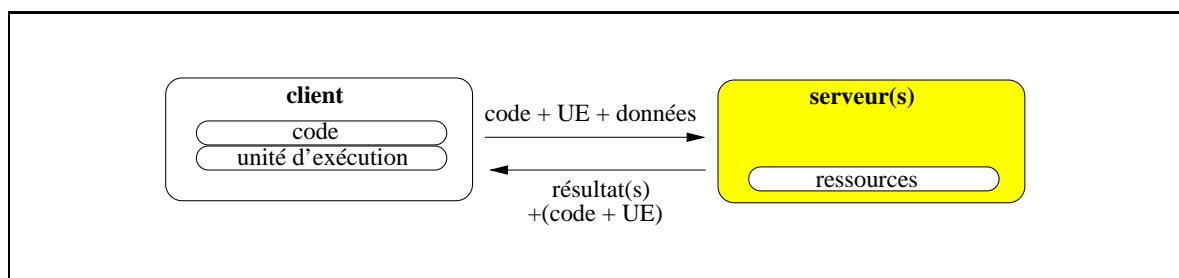 client
code
unité d'exécution
code + UE + données
résultat(s)
+(code + UE)
serveur(s)
ressources